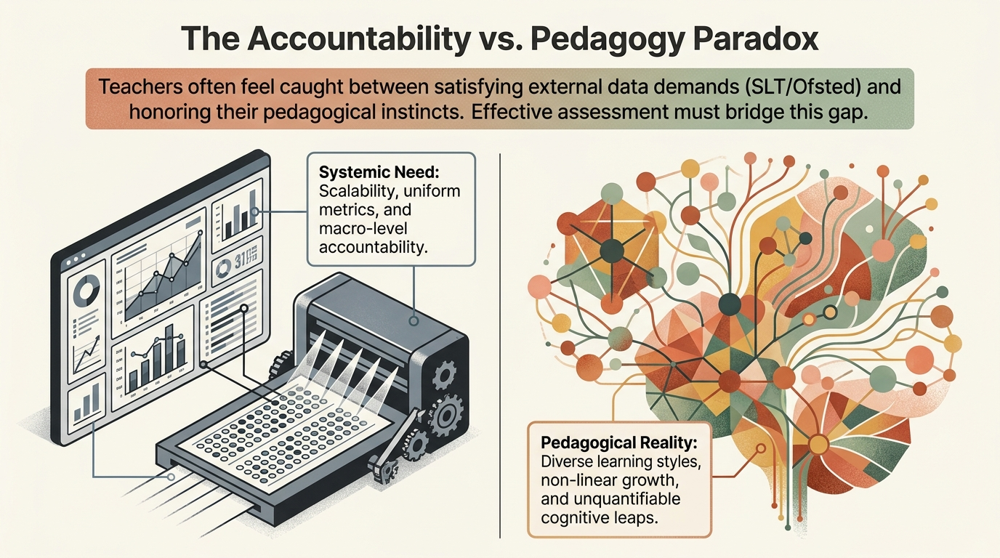 The Accountability vs. Pedagogy Paradox
Teachers often feel caught between satisfying external data demands (SLT/Ofsted) and
honoring their pedagogical instincts. Effective assessment must bridge this gap.
Systemic Need:
Scalability, uniform
metrics, and
macro-level
accountability.
Pedagogical Reality:
Diverse learning styles,
non-linear growth,
and unquantifiable
cognitive leaps.